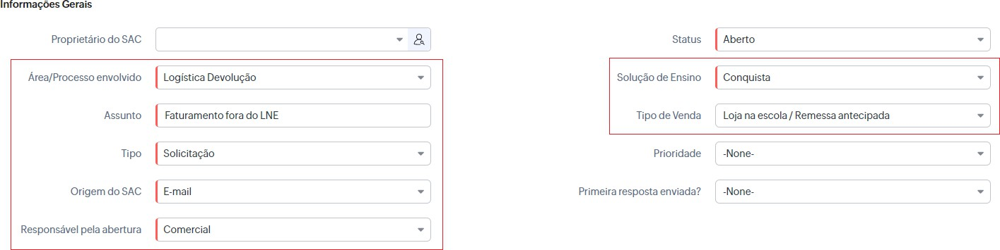 Informações Gerais
Proprietário do SAC
Status Aberto
Área/Processo envolvido Logística Devolução
Solução de Ensino Conquista
Assunto Faturamento fora do LNE
Tipo de Venda Loja na escola / Remessa antecipada
Tipo Solicitação
Prioridade -None-
Origem do SAC E-mail
Primeira resposta enviada? -None-
Responsável pela abertura Comercial